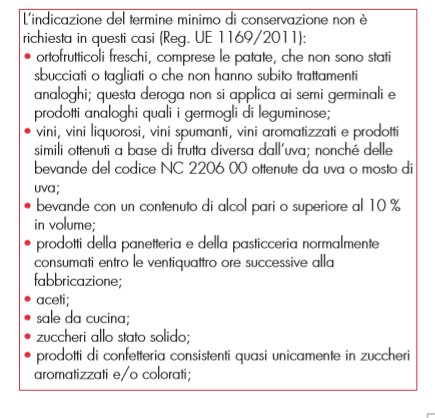 L'indicazione del termine minimo di conservazione non è
richiesta in questi casi (Reg. UE 1169/2011):
• ortofrutticoli freschi, comprese le patate, che non sono stati
sbucciati o tagliati o che non hanno subito trattamenti
analoghi; questa deroga non si applica ai semi germinali e
prodotti analoghi quali i germogli di leguminose;
• vini, vini liquorosi, vini spumanti, vini aromatizzati e prodotti
simili ottenuti a base di frutta diversa dall'uva; nonché delle
bevande del codice NC 2206 00 ottenute da uva o mosto di
uva;
• bevande con un contenuto di alcol pari o superiore al 10 %
in volume;
• prodotti della panetteria e della pasticceria normalmente
consumati entro le ventiquattro ore successive alla
fabbricazione;
• aceti;
• sale da cucina;
• zuccheri allo stato solido;
• prodotti di confetteria consistenti quasi unicamente in zuccheri
aromatizzati e/o colorati;